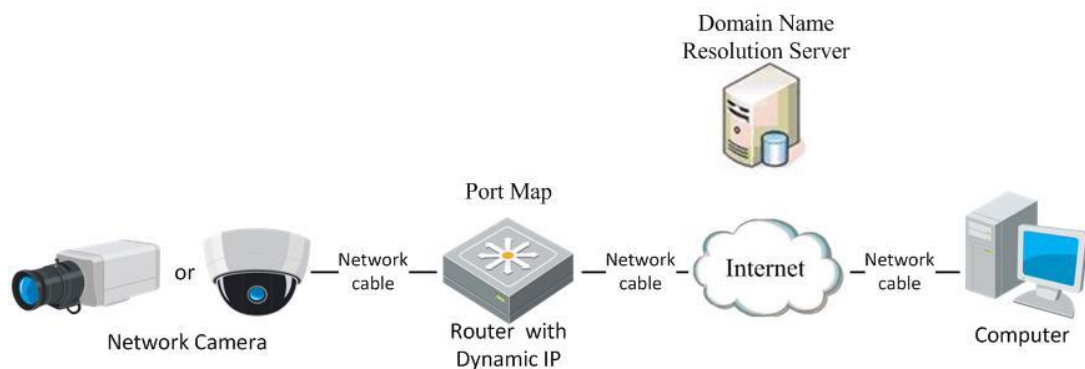 Domain Name
Resolution Server
Port Map
or
Network
cable
Network
cable
Internet
Network
cable
Network Camera
Router with
Dynamic IP
Computer